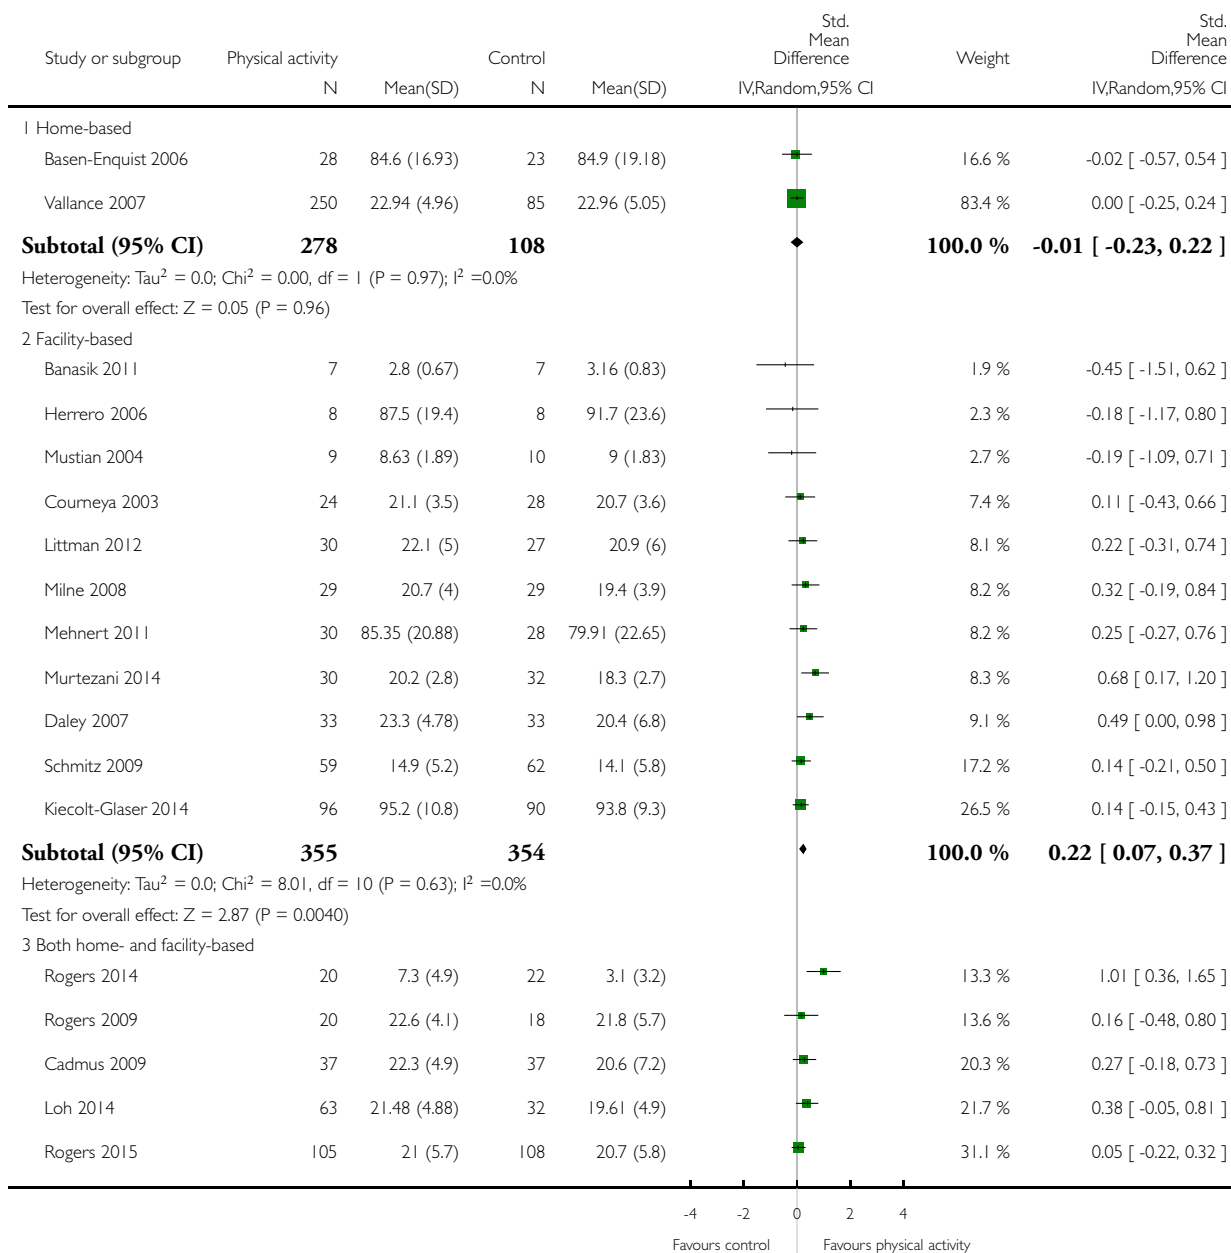 Std.
Mean
Difference
Std.
Mean
Difference
Study or subgroup Physical activity Control Weight
N Mean(SD) N Mean(SD) IV,Random,95% CI IV,Random,95% CI
1 Home-based
Basen-Enquist 2006 28 84.6 (16.93) 23 84.9 (19.18) 16.6 % -0.02 [ -0.57, 0.54 ]
Vallance 2007 250 22.94 (4.96) 85 22.96 (5.05) 83.4 % 0.00 [ -0.25, 0.24 ]
Subtotal (95% CI) 278 108 100.0 % -0.01 [ -0.23, 0.22 ]
Heterogeneity: Tau² = 0.0; Chi² = 0.00, df = 1 (P = 0.97); I² =0.0%
Test for overall effect: Z = 0.05 (P = 0.96)
2 Facility-based
Banasik 2011 7 2.8 (0.67) 7 3.16 (0.83) 1.9 % -0.45 [ -1.51, 0.62 ]
Herrero 2006 8 87.5 (19.4) 8 91.7 (23.6) 2.3 % -0.18 [ -1.17, 0.80 ]
Mustian 2004 9 8.63 (1.89) 10 9 (1.83) 2.7 % -0.19 [ -1.09, 0.71 ]
Courneya 2003 24 21.1 (3.5) 28 20.7 (3.6) 7.4 % 0.11 [ -0.43, 0.66 ]
Littman 2012 30 22.1 (5) 27 20.9 (6) 8.1 % 0.22 [ -0.31, 0.74 ]
Milne 2008 29 20.7 (4) 29 19.4 (3.9) 8.2 % 0.32 [ -0.19, 0.84 ]
Mehnert 2011 30 85.35 (20.88) 28 79.91 (22.65) 8.2 % 0.25 [ -0.27, 0.76 ]
Murtezani 2014 30 20.2 (2.8) 32 18.3 (2.7) 8.3 % 0.68 [ 0.17, 1.20 ]
Daley 2007 33 23.3 (4.78) 33 20.4 (6.8) 9.1 % 0.49 [ 0.00, 0.98 ]
Schmitz 2009 59 14.9 (5.2) 62 14.1 (5.8) 17.2 % 0.14 [ -0.21, 0.50 ]
Kiecolt-Glaser 2014 96 95.2 (10.8) 90 93.8 (9.3) 26.5 % 0.14 [ -0.15, 0.43 ]
Subtotal (95% CI) 355 354 100.0 % 0.22 [ 0.07, 0.37 ]
Heterogeneity: Tau² = 0.0; Chi² = 8.01, df = 10 (P = 0.63); I² =0.0%
Test for overall effect: Z = 2.87 (P = 0.0040)
3 Both home- and facility-based
Rogers 2014 20 7.3 (4.9) 22 3.1 (3.2) 13.3 % 1.01 [ 0.36, 1.65 ]
Rogers 2009 20 22.6 (4.1) 18 21.8 (5.7) 13.6 % 0.16 [ -0.48, 0.80 ]
Cadmus 2009 37 22.3 (4.9) 37 20.6 (7.2) 20.3 % 0.27 [ -0.18, 0.73 ]
Loh 2014 63 21.48 (4.88) 32 19.61 (4.9) 21.7 % 0.38 [ -0.05, 0.81 ]
Rogers 2015 105 21 (5.7) 108 20.7 (5.8) 31.1 % 0.05 [ -0.22, 0.32 ]
-4 -2 0 2 4
Favours control Favours physical activity